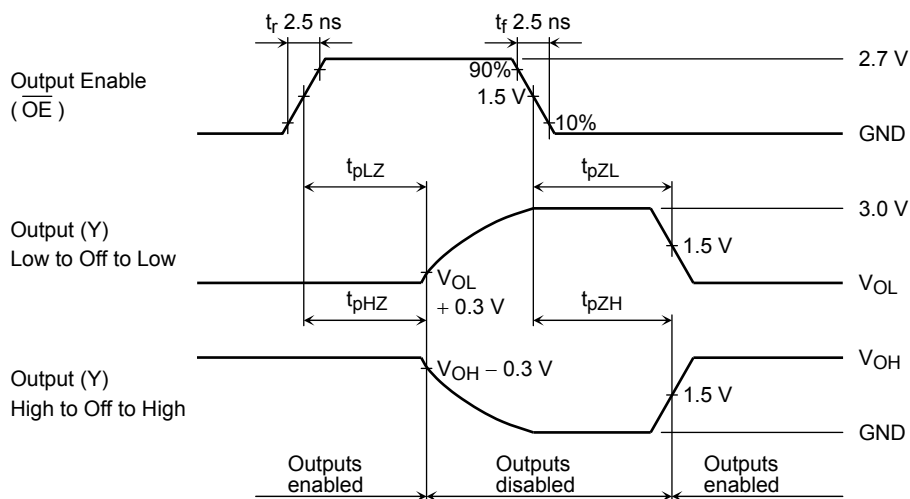 tr 2.5 ns
tf 2.5 ns
Output Enable
( OE )
90%
1.5 V
10%
2.7 V
GND
tpLZ
tpZL
Output (Y)
Low to Off to Low
3.0 V
1.5 V
VOL
+ 0.3 V
VOL
tpHZ
tpZH
Output (Y)
High to Off to High
VOH – 0.3 V
VOH
1.5 V
GND
Outputs
enabled
Outputs
disabled
Outputs
enabled